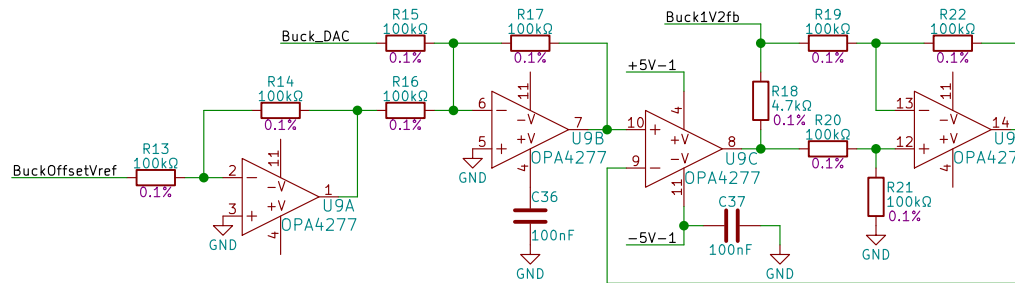 Buck_DAC
R15
100kΩ
0.1%
R17
100kΩ
0.1%
Buck1V2fb
R19
100kΩ
0.1%
R22
100kΩ
0.1%
R14
100kΩ
0.1%
R16
100kΩ
0.1%
11
-V
+V
6
5
7
4
U9B
OPA4277
GND
C36
100nF
GND
+5V-1
4
10
9
8
+V
-V
11
U9C
OPA4277
R18
4.7kΩ
0.1%
R20
100kΩ
0.1%
11
-V
+V
13
12
14
4
U9
R21
100kΩ
0.1%
GND
BuckOffsetVref
R13
100kΩ
0.1%
11
-V
+V
2
3
1
4
U9A
OPA4277
GND
-5V-1
C37
100nF
GND